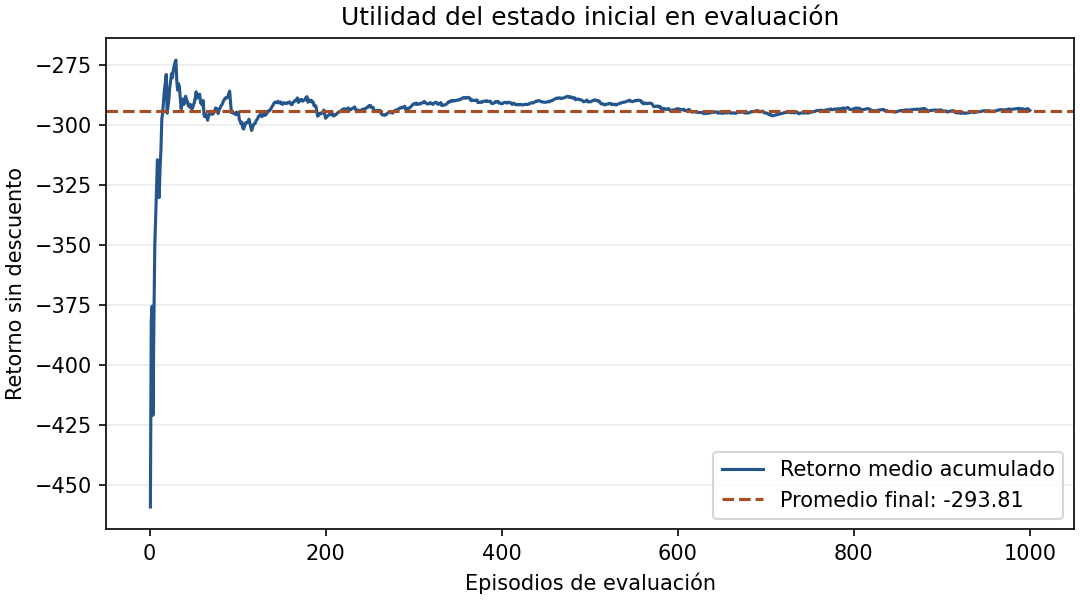 Utilidad del estado inicial en evaluación
Retorno sin descuento
−275
−300
−325
−350
−375
−400
−425
−450
Retorno medio acumulado
Promedio final: -293.81
0
200
400
600
800
1000
Episodios de evaluación